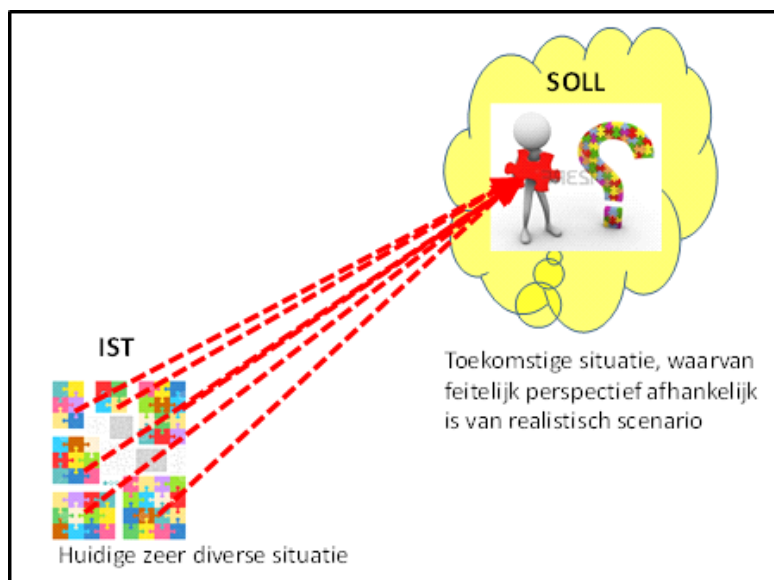 SOLL
IST
Toekomstige situatie, waarvan
feitelijk perspectief afhankelijk
is van realistisch scenario
Huidige zeer diverse situatie